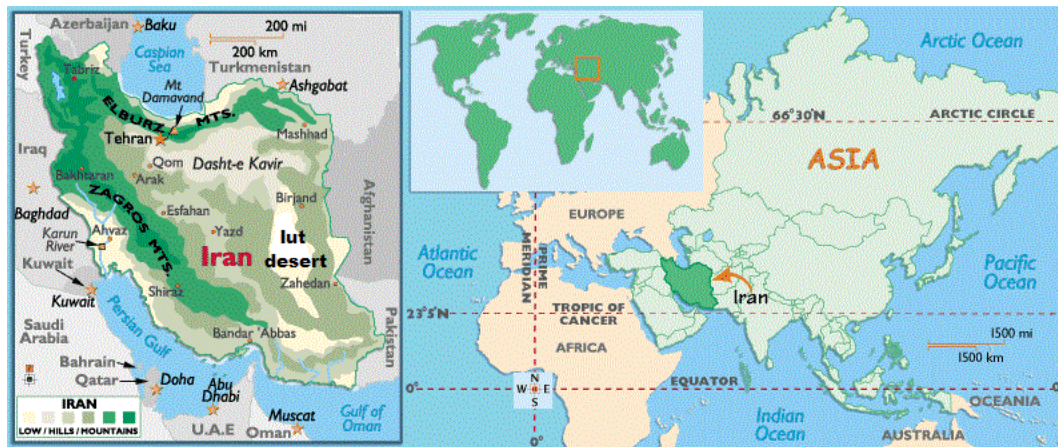 Azerbaijan
Baku
200 mi
200 km
Turkey
Caspian
Sea
Turkmenistan
Tabriz
Mt
Damavand
Ashgabat
ELBURZ MTS.
Tehran
Mashhad
Iraq
Qom
Dasht-e Kavir
Bakhtaran
Arak
ZAGROS MTS.
Birjand
Afghanistan
Baghdad
Esfahan
Karun
River
Ahvaz
Yazd
Iran
lut
desert
Kuwait
Kuwait
Shiraz
Zahedan
Persian Gulf
Saudi
Arabia
Bandar 'Abbas
Pakistan
Bahrain
Qatar
Doha
Abu
Dhabi
IRAN
LOW / HILLS / MOUNTAINS
U.A.E
Muscat
Oman
Gulf of
Oman
Arctic Ocean
66°30'N
ARCTIC CIRCLE
ASIA
EUROPE
Atlantic
Ocean
PRIME
MERIDIAN
Pacific
Ocean
Iran
23°5'N
TROPIC OF
CANCER
AFRICA
1500 mi
1500 km
N
W E
S
0°
EQUATOR
0°
OCEANIA
Indian
Ocean
AUSTRALIA
0°